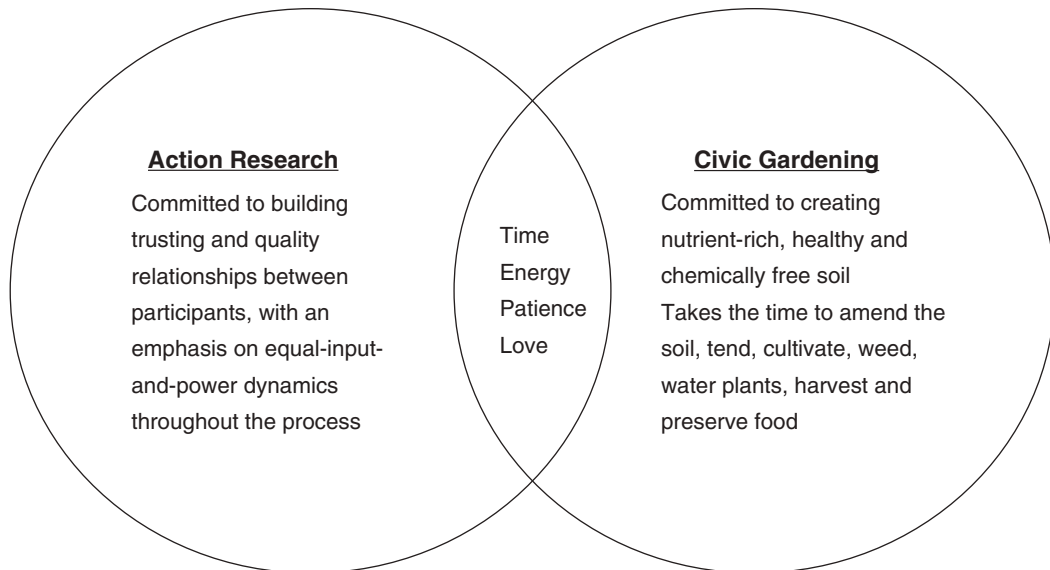 Action Research
Committed to building
trusting and quality
relationships between
participants, with an
emphasis on equal-input-
and-power dynamics
throughout the process
Time
Energy
Patience
Love
Civic Gardening
Committed to creating
nutrient-rich, healthy and
chemically free soil
Takes the time to amend the
soil, tend, cultivate, weed,
water plants, harvest and
preserve food